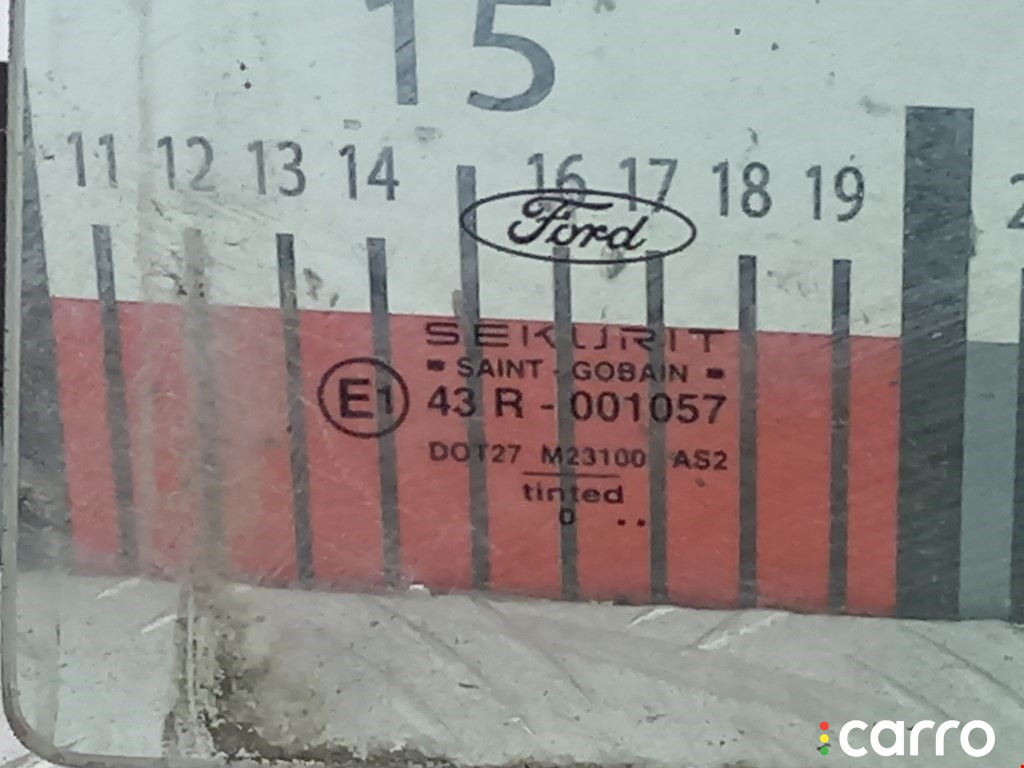 15
11 12 13 14 16 17 18 19
Ford
SEKURIT
SAINT - GOBAIN
E1 43 R - 001057
DOT27 M23100 AS2
tinted
0 ..
carro